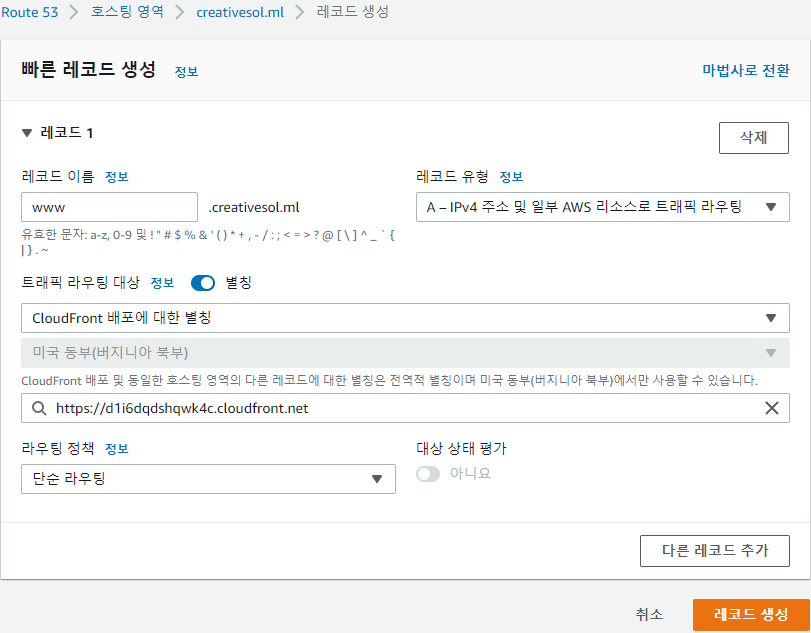 Route 53 > 호스팅 영역 > creativesol.ml > 레코드 생성
빠른 레코드 생성 정보 마법사로 전환
▼ 레코드 1 삭제
레코드 이름 정보 레코드 유형 정보
www .creativesol.ml A – IPv4 주소 및 일부 AWS 리소스로 트래픽 라우팅
유효한 문자: a-z, 0-9 및 ! " # $ % & ' ( ) * + , - / : ; < = > ? @ [ \ ] ^ _ ` {
| } . ~
트래픽 라우팅 대상 정보 별칭
CloudFront 배포에 대한 별칭
미국 동부(버지니아 북부)
CloudFront 배포 및 동일한 호스팅 영역의 다른 레코드에 대한 별칭은 전역적 별칭이며 미국 동부(버지니아 북부)에서만 사용할 수 있습니다.
https://d1i6dqdshqwk4c.cloudfront.net
라우팅 정책 정보 대상 상태 평가
단순 라우팅 아니요
다른 레코드 추가
취소 레코드 생성